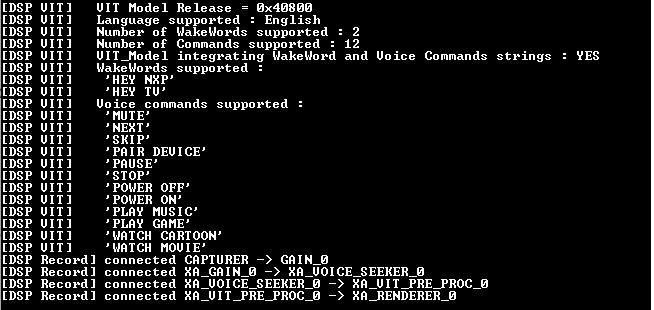 [DSP VIT]   VIT Model Release = 0x40800
[DSP VIT]   Language supported : English
[DSP VIT]   Number of WakeWords supported : 2
[DSP VIT]   Number of Commands supported : 12
[DSP VIT]   VIT_Model integrating WakeWord and Voice Commands strings : YES
[DSP VIT]   WakeWords supported :
[DSP VIT]    'HEY NXP'
[DSP VIT]    'HEY TV'
[DSP VIT]   Voice commands supported :
[DSP VIT]    'MUTE'
[DSP VIT]    'NEXT'
[DSP VIT]    'SKIP'
[DSP VIT]    'PAIR DEVICE'
[DSP VIT]    'PAUSE'
[DSP VIT]    'STOP'
[DSP VIT]    'POWER OFF'
[DSP VIT]    'POWER ON'
[DSP VIT]    'PLAY MUSIC'
[DSP VIT]    'PLAY GAME'
[DSP VIT]    'WATCH CARTOON'
[DSP VIT]    'WATCH MOVIE'
[DSP Record] connected CAPTURER -> GAIN_0
[DSP Record] connected XA_GAIN_0 -> XA_VOICE_SEEKER_0
[DSP Record] connected XA_VOICE_SEEKER_0 -> XA_VIT_PRE_PROC_0
[DSP Record] connected XA_VIT_PRE_PROC_0 -> XA_RENDERER_0